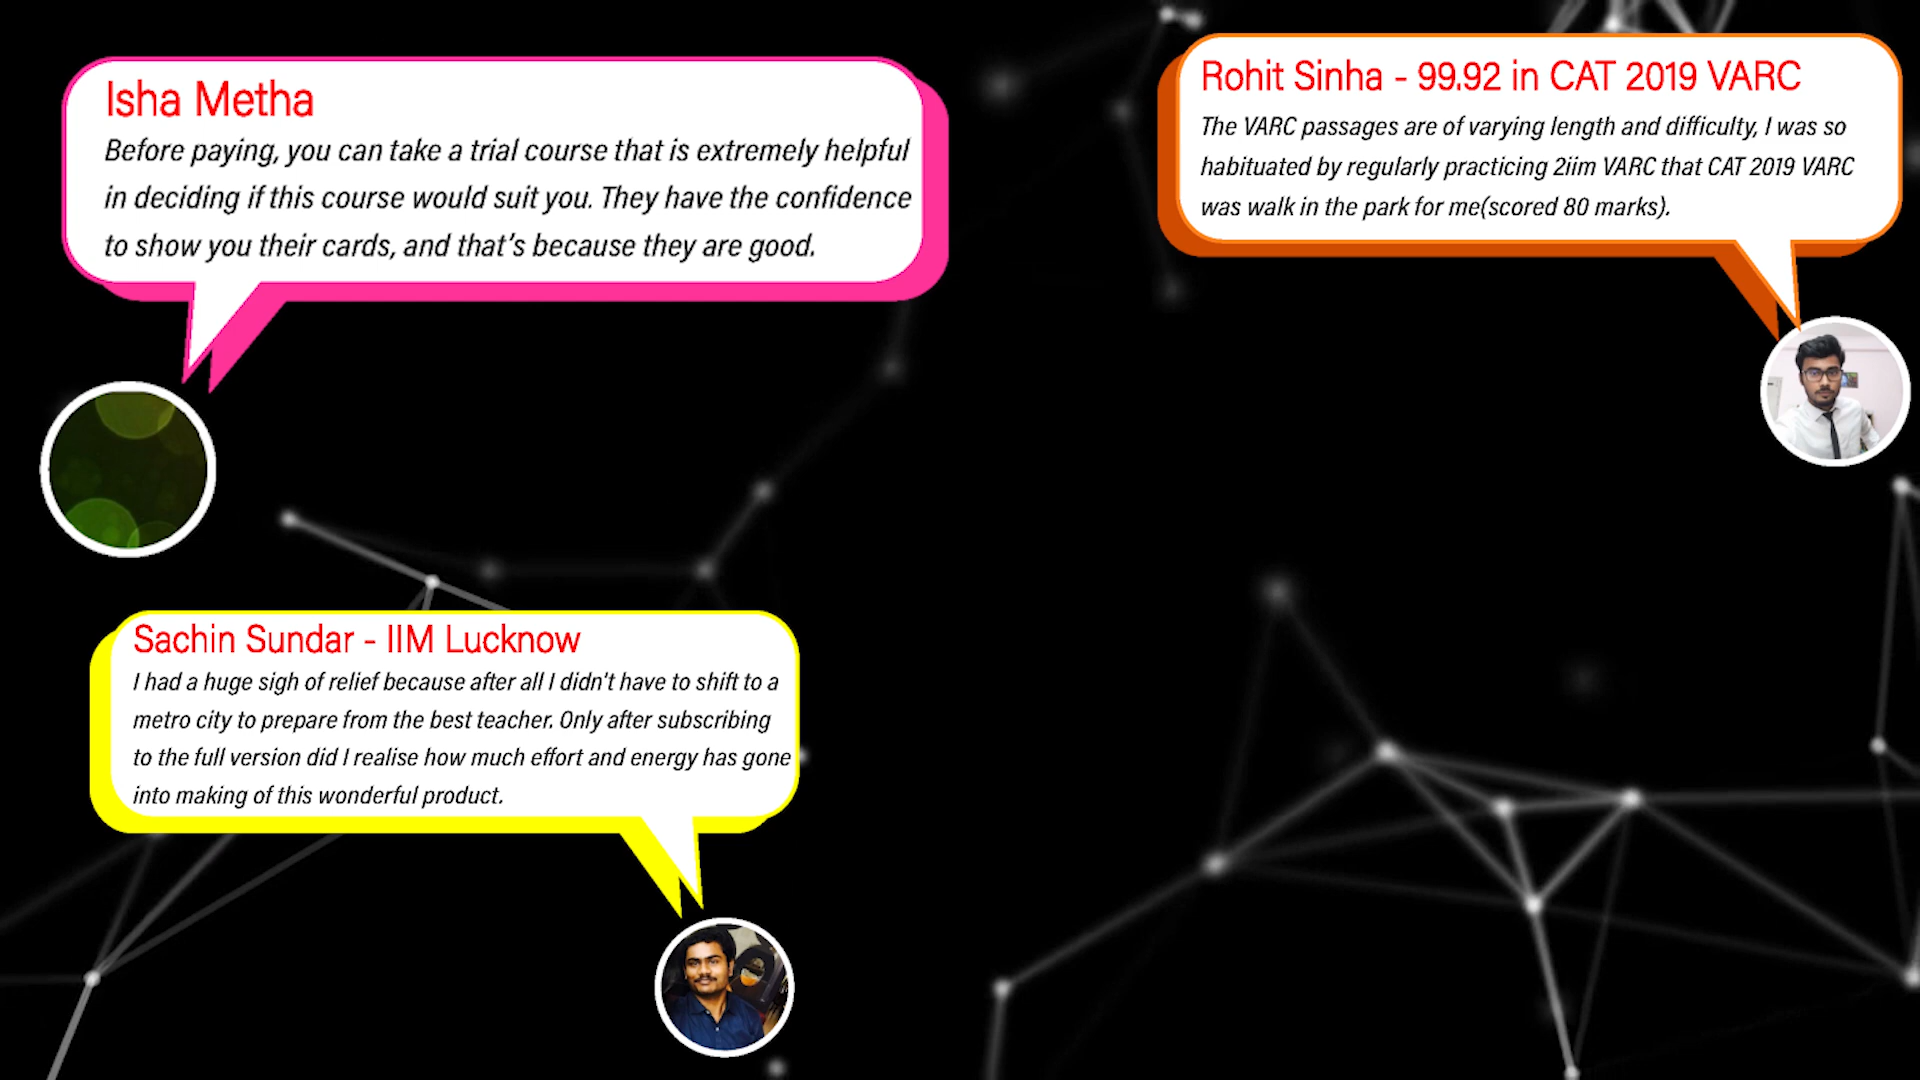 Isha Metha
Before paying, you can take a trial course that is extremely helpful
in deciding if this course would suit you. They have the confidence
to show you their cards, and that's because they are good.
Rohit Sinha - 99.92 in CAT 2019 VARC
The VARC passages are of varying length and difficulty, I was so
habituated by regularly practicing 2iim VARC that CAT 2019 VARC
was walk in the park for me(scored 80 marks).
Sachin Sundar - IIM Lucknow
I had a huge sigh of relief because after all I didn't have to shift to a
metro city to prepare from the best teacher. Only after subscribing
to the full version did I realise how much effort and energy has gone
into making of this wonderful product.